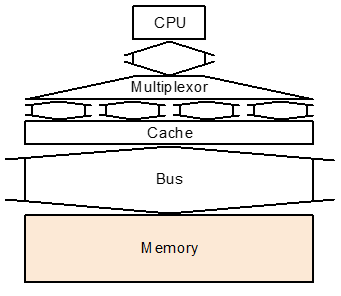 CPU
Multiplexor
Cache
Bus
Memory